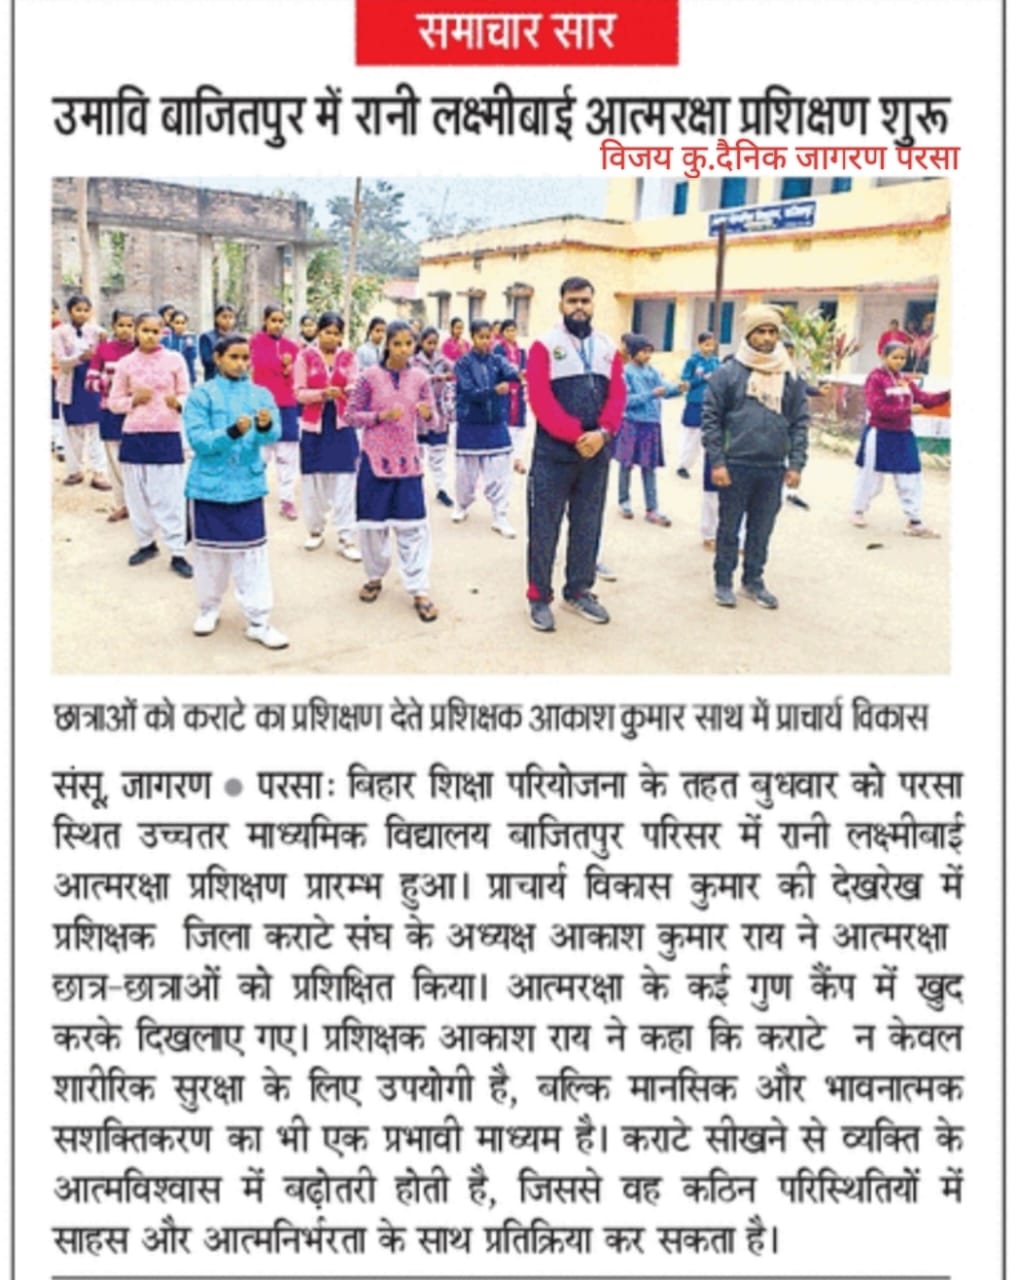 समाचार सार
उमावि बाजितपुर में रानी लक्ष्मीबाई आत्मरक्षा प्रशिक्षण शुरू
विजय कु.दैनिक जागरण परसा
छात्राओं को कराटे का प्रशिक्षण देते प्रशिक्षक आकाश कुमार साथ में प्राचार्य विकास
संसू, जागरण ● परसाः बिहार शिक्षा परियोजना के तहत बुधवार को परसा
स्थित उच्चतर माध्यमिक विद्यालय बाजितपुर परिसर में रानी लक्ष्मीबाई
आत्मरक्षा प्रशिक्षण प्रारम्भ हुआ। प्राचार्य विकास कुमार की देखरेख में
प्रशिक्षक जिला कराटे संघ के अध्यक्ष आकाश कुमार राय ने आत्मरक्षा
छात्र-छात्राओं को प्रशिक्षित किया। आत्मरक्षा के कई गुण कैंप में खुद
करके दिखलाए गए। प्रशिक्षक आकाश राय ने कहा कि कराटे न केवल
शारीरिक सुरक्षा के लिए उपयोगी है, बल्कि मानसिक और भावनात्मक
सशक्तिकरण का भी एक प्रभावी माध्यम है। कराटे सीखने से व्यक्ति के
आत्मविश्वास में बढ़ोतरी होती है, जिससे वह कठिन परिस्थितियों में
साहस और आत्मनिर्भरता के साथ प्रतिक्रिया कर सकता है।